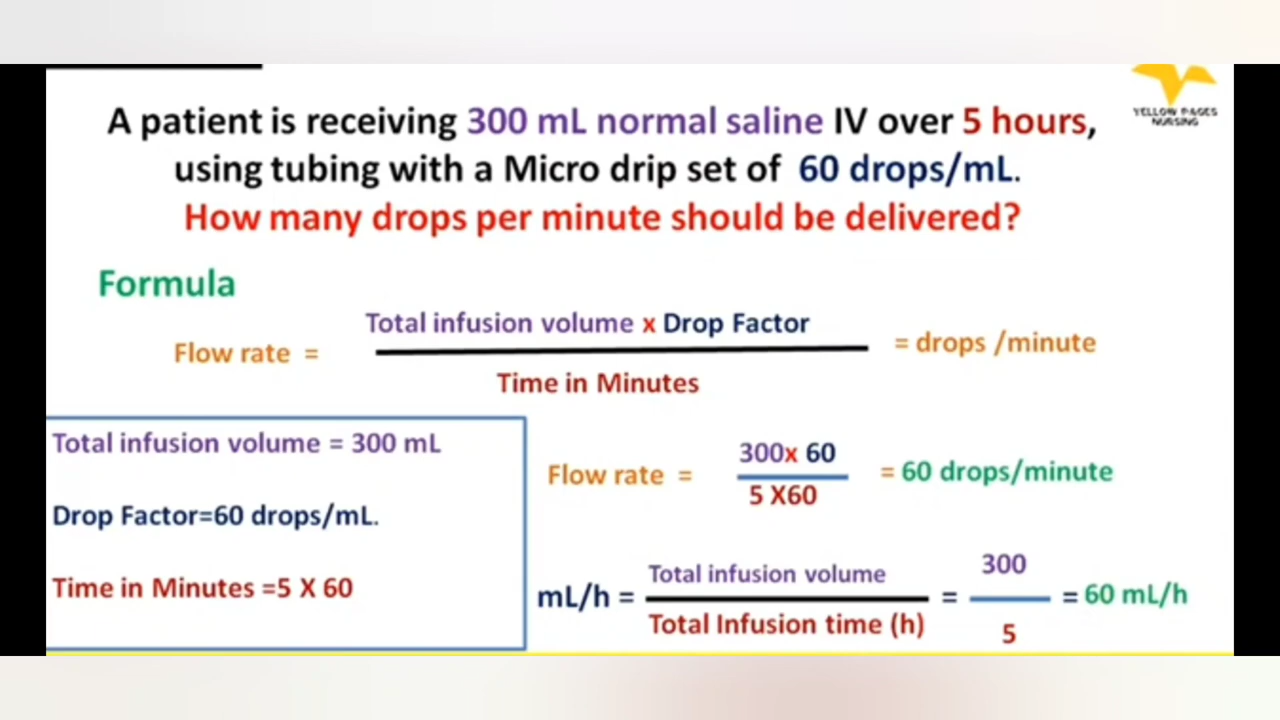 YELLOW PAGES
NURSING
A patient is receiving 300 mL normal saline IV over 5 hours,
using tubing with a Micro drip set of 60 drops/mL.
How many drops per minute should be delivered?
Formula
Flow rate = Total infusion volume x Drop Factor = drops /minute
Time in Minutes
Total infusion volume = 300 mL
Drop Factor=60 drops/mL.
Time in Minutes =5 X 60
Flow rate = 300x 60 = 60 drops/minute
5 X60
mL/h = Total infusion volume = 300 = 60 mL/h
Total Infusion time (h) 5